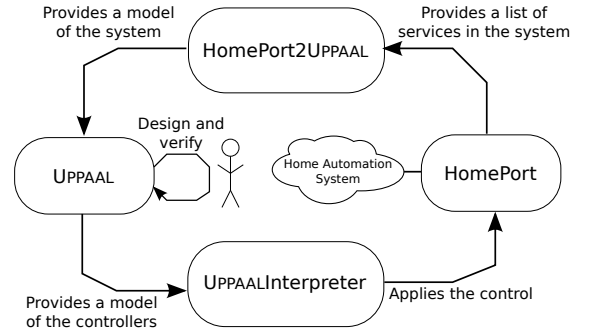 Provides a model
of the system
Provides a list of
services in the system
HomePort2UPPAAL
Design and
verify
UPPAAL
Home Automation
System
HomePort
UPPAALInterpreter
Provides a model
of the controllers
Applies the control